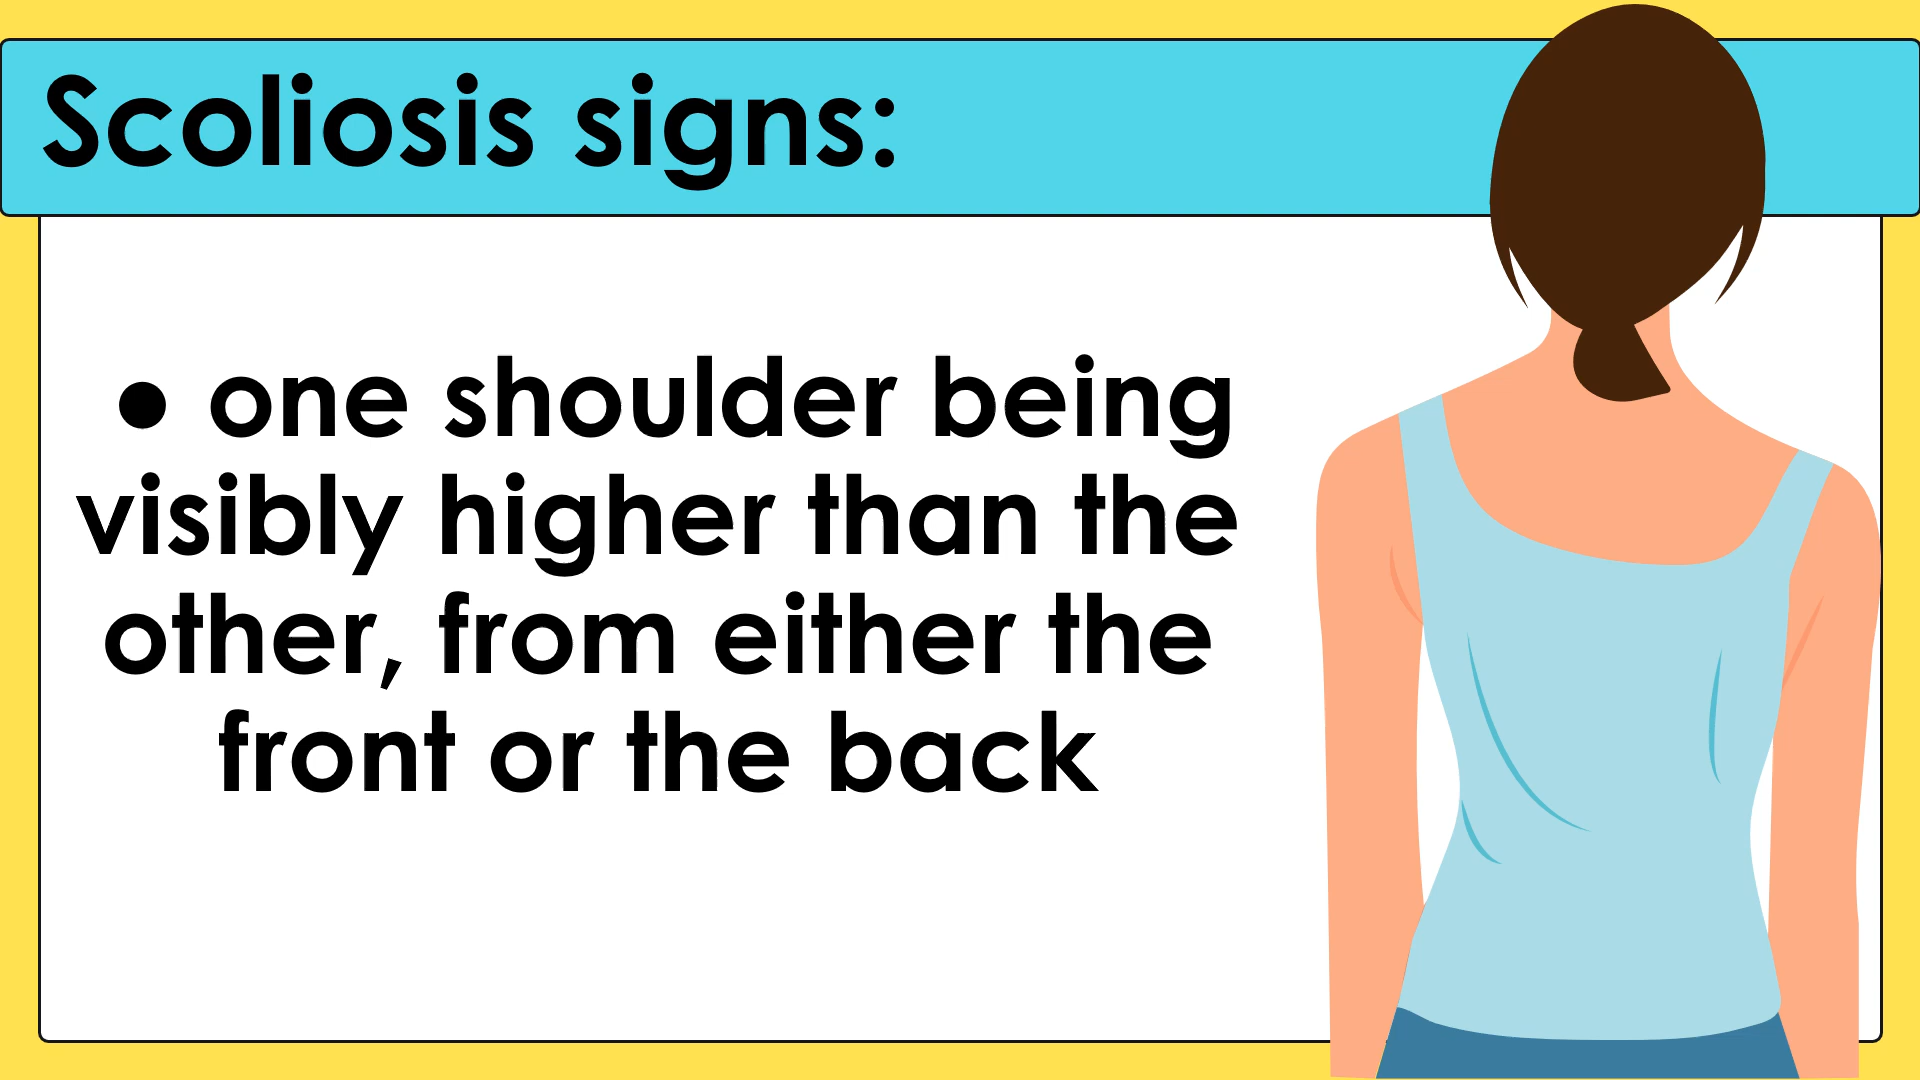 Scoliosis signs:
● one shoulder being
visibly higher than the
other, from either the
front or the back